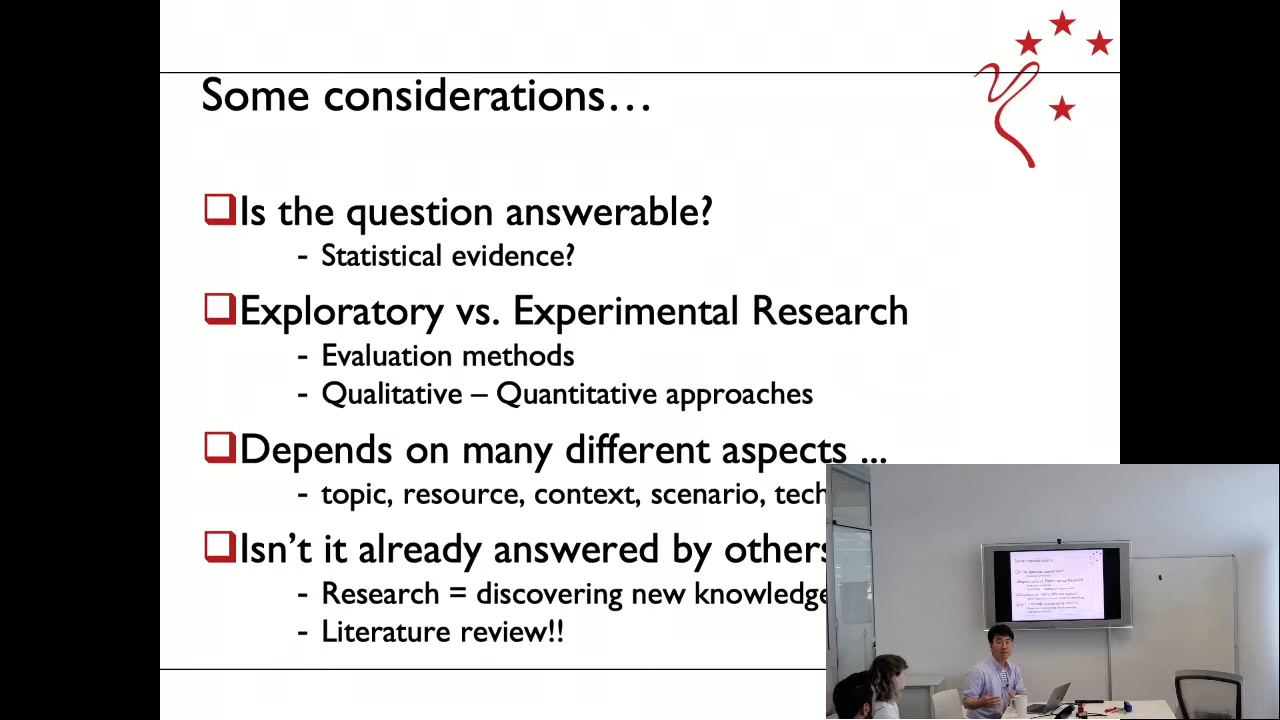 Some considerations…
Is the question answerable?
- Statistical evidence?
Exploratory vs. Experimental Research
- Evaluation methods
- Qualitative – Quantitative approaches
Depends on many different aspects ...
- topic, resource, context, scenario, tech
Isn't it already answered by others
- Research = discovering new knowledge
- Literature review!!